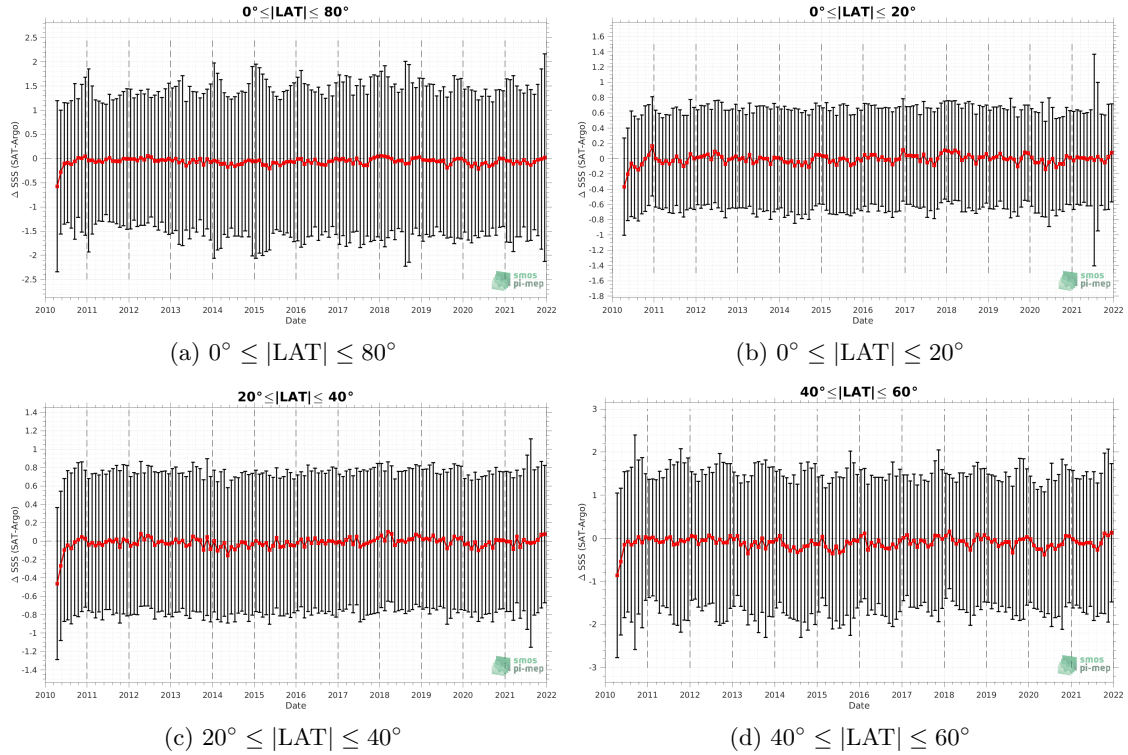 0°≤|LAT|≤ 80°
Δ SSS (SAT-Argo)
2.5
2
1.5
1
0.5
0
-0.5
-1
-1.5
-2
-2.5
2010 2011 2012 2013 2014 2015 2016 2017 2018 2019 2020 2021 2022
Date
smos
pi-mep
(a) 0° ≤ |LAT| ≤ 80°
0°≤|LAT|≤ 20°
Δ SSS (SAT-Argo)
1.6
1.4
1.2
1
0.8
0.6
0.4
0.2
0
-0.2
-0.4
-0.6
-0.8
-1
-1.2
-1.4
-1.6
-1.8
2010 2011 2012 2013 2014 2015 2016 2017 2018 2019 2020 2021 2022
Date
smos
pi-mep
(b) 0° ≤ |LAT| ≤ 20°
20°≤|LAT|≤ 40°
Δ SSS (SAT-Argo)
1.4
1.2
1
0.8
0.6
0.4
0.2
0
-0.2
-0.4
-0.6
-0.8
-1
-1.2
-1.4
2010 2011 2012 2013 2014 2015 2016 2017 2018 2019 2020 2021 2022
Date
smos
pi-mep
(c) 20° ≤ |LAT| ≤ 40°
40°≤|LAT|≤ 60°
Δ SSS (SAT-Argo)
3
2
1
0
-1
-2
-3
2010 2011 2012 2013 2014 2015 2016 2017 2018 2019 2020 2021 2022
Date
smos
pi-mep
(d) 40° ≤ |LAT| ≤ 60°